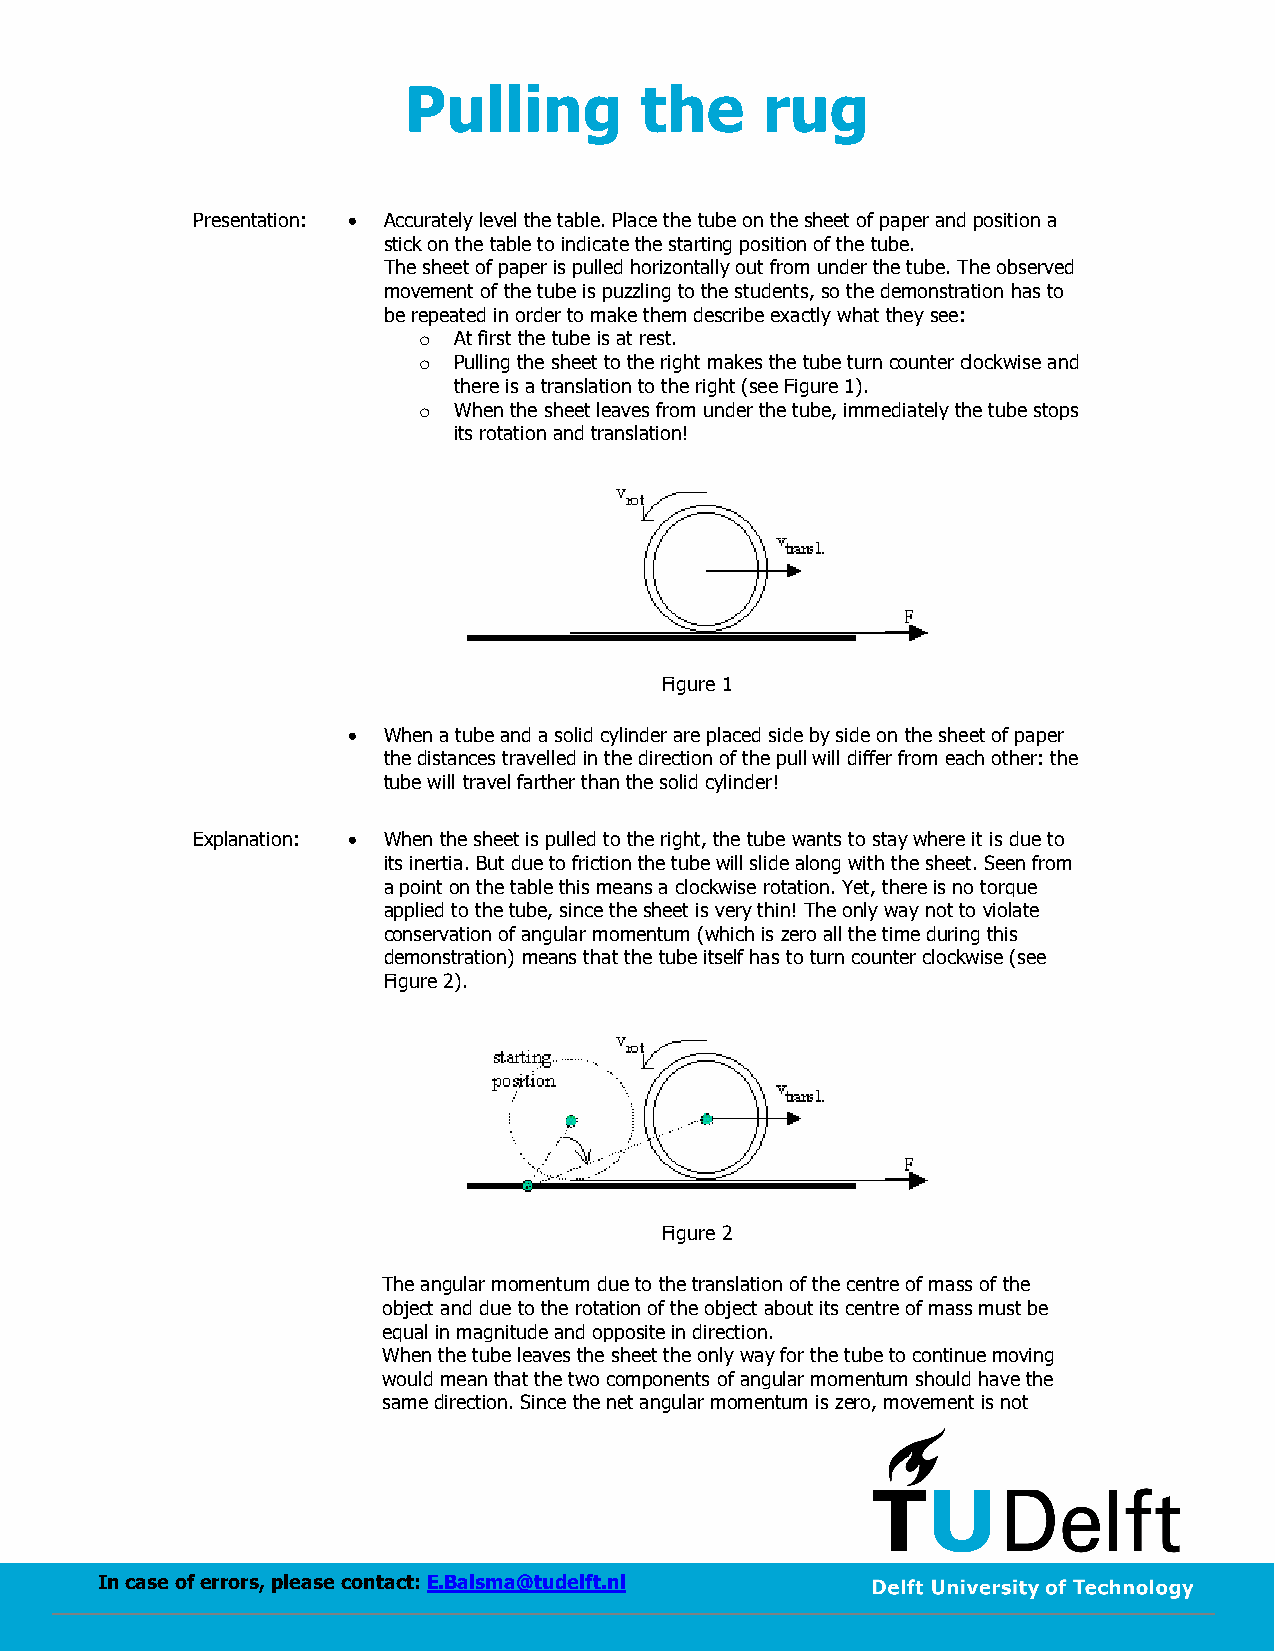 Pulling the rug
Presentation: • Accurately level the table. Place the tube on the sheet of paper and position a
stick on the table to indicate the starting position of the tube.
The sheet of paper is pulled horizontally out from under the tube. The observed
movement of the tube is puzzling to the students, so the demonstration has to
be repeated in order to make them describe exactly what they see:
o At first the tube is at rest.
o Pulling the sheet to the right makes the tube turn counter clockwise and
there is a translation to the right (see Figure 1).
o When the sheet leaves from under the tube, immediately the tube stops
its rotation and translation!
v rot
v transl.
F
Figure 1
• When a tube and a solid cylinder are placed side by side on the sheet of paper
the distances travelled in the direction of the pull will differ from each other: the
tube will travel farther than the solid cylinder!
Explanation: • When the sheet is pulled to the right, the tube wants to stay where it is due to
its inertia. But due to friction the tube will slide along with the sheet. Seen from
a point on the table this means a clockwise rotation. Yet, there is no torque
applied to the tube, since the sheet is very thin! The only way not to violate
conservation of angular momentum (which is zero all the time during this
demonstration) means that the tube itself has to turn counter clockwise (see
Figure 2).
v rot
starting
position
v transl.
F
Figure 2
The angular momentum due to the translation of the centre of mass of the
object and due to the rotation of the object about its centre of mass must be
equal in magnitude and opposite in direction.
When the tube leaves the sheet the only way for the tube to continue moving
would mean that the two components of angular momentum should have the
same direction. Since the net angular momentum is zero, movement is not
TUDelft
In case of errors, please contact: E.Balsma@tudelft.nl
Delft University of Technology